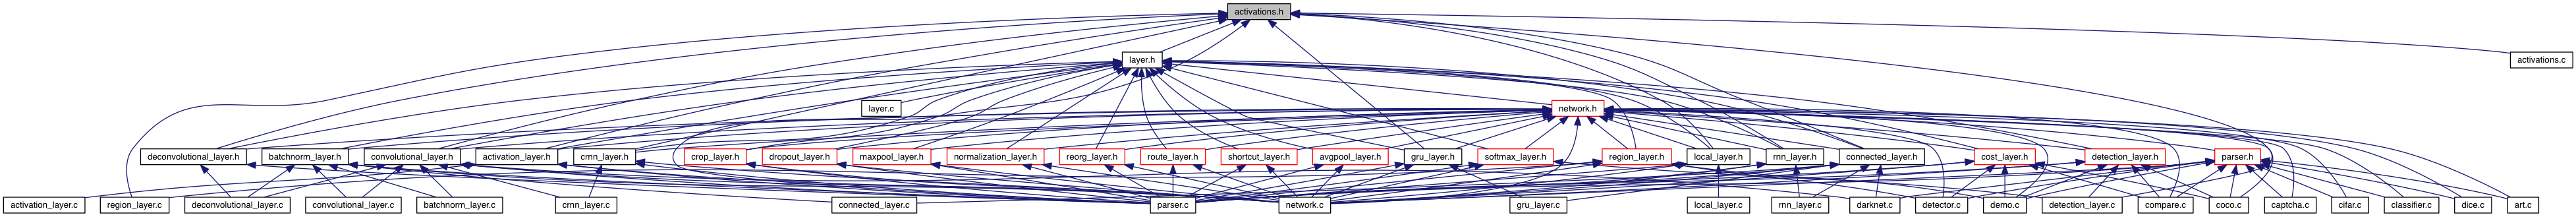 activations.h
layer.h
activations.c
layer.c
network.h
deconvolutional_layer.h
batchnorm_layer.h
convolutional_layer.h
activation_layer.h
crnn_layer.h
crop_layer.h
dropout_layer.h
maxpool_layer.h
normalization_layer.h
reorg_layer.h
route_layer.h
shortcut_layer.h
avgpool_layer.h
gru_layer.h
softmax_layer.h
region_layer.h
local_layer.h
rnn_layer.h
connected_layer.h
cost_layer.h
detection_layer.h
parser.h
activation_layer.c
region_layer.c
deconvolutional_layer.c
convolutional_layer.c
batchnorm_layer.c
crnn_layer.c
connected_layer.c
parser.c
network.c
gru_layer.c
local_layer.c
rnn_layer.c
darknet.c
detector.c
demo.c
detection_layer.c
compare.c
coco.c
captcha.c
cifar.c
classifier.c
dice.c
art.c